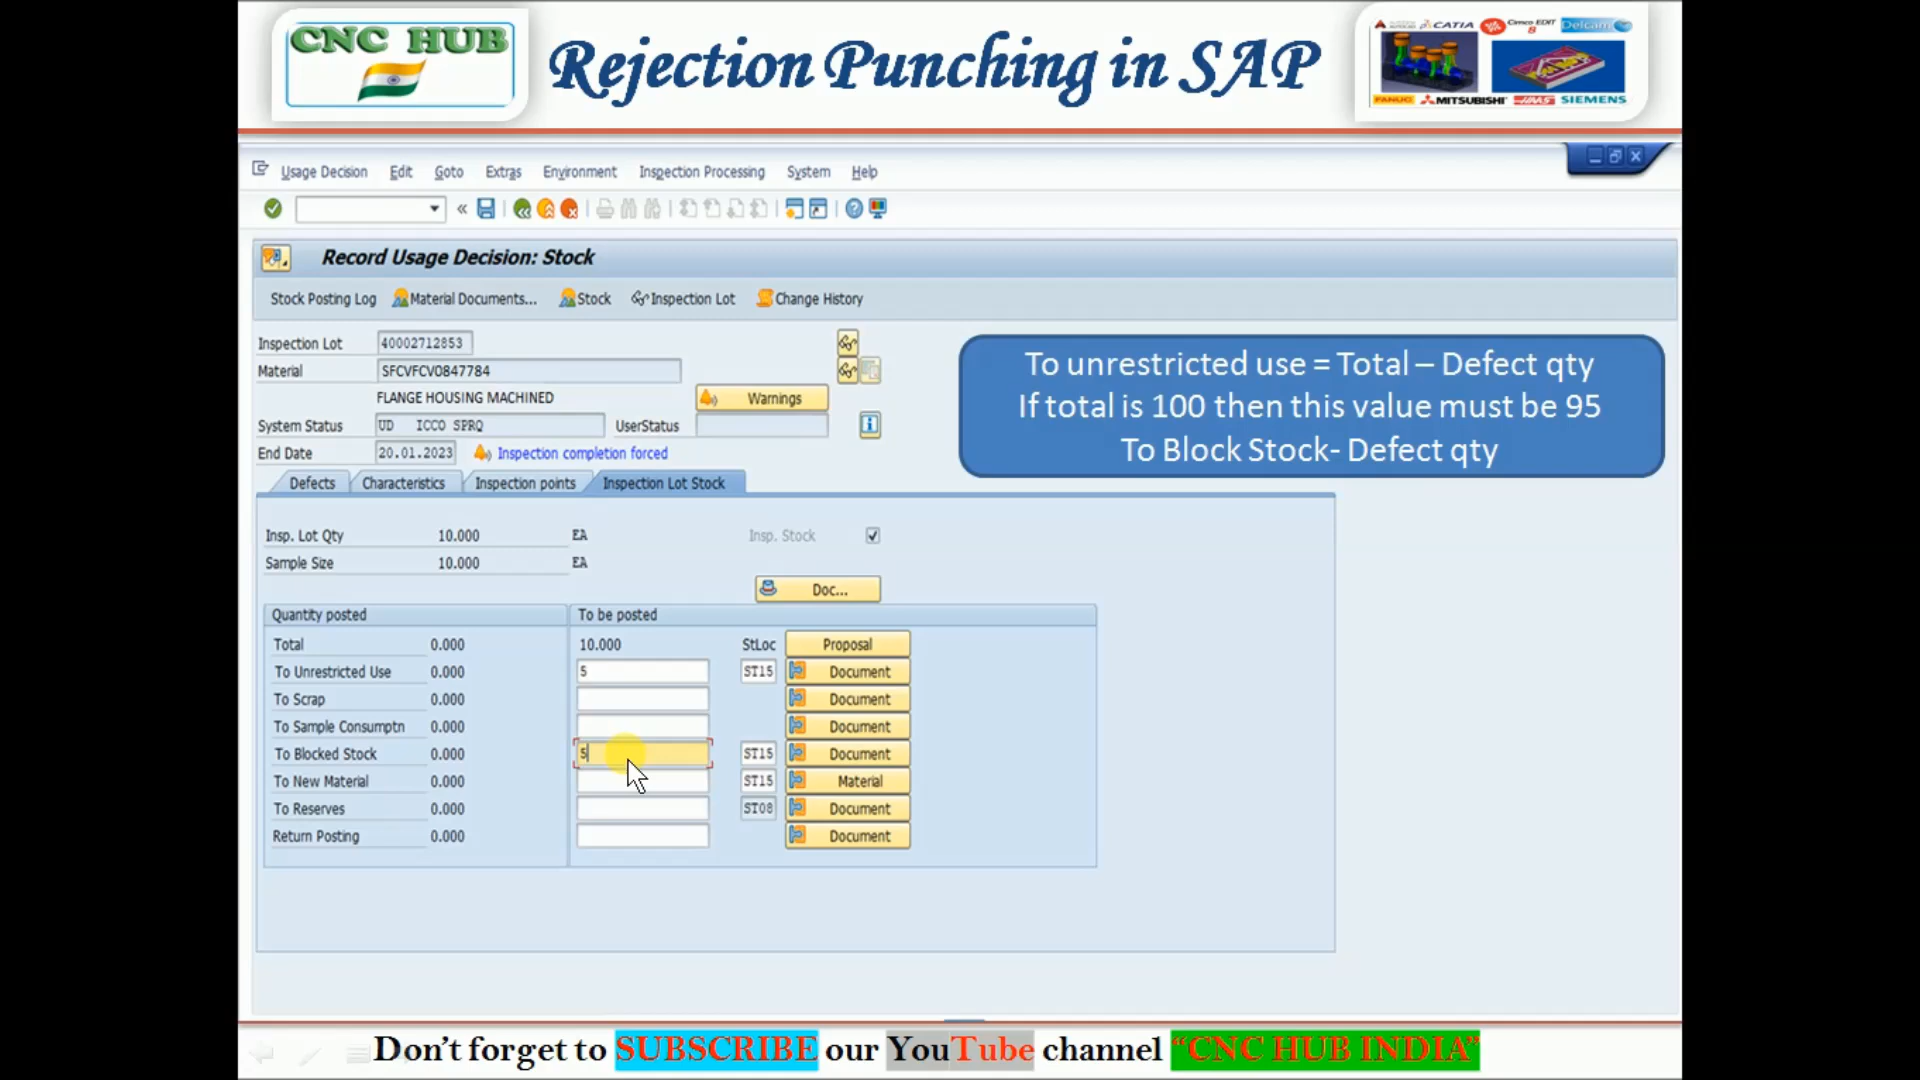 CNC HUB
Rejection Punching in SAP
CATIA Cimco EDIT 8 Delcam
FANUC MITSUBISHI HAAS SIEMENS
Usage Decision Edit Goto Extras Environment Inspection Processing System Help
Record Usage Decision: Stock
Stock Posting Log Material Documents... Stock Inspection Lot Change History
Inspection Lot 40002712853
Material SFCVFCVO847784
FLANGE HOUSING MACHINED Warnings
System Status UD ICCO SPRQ UserStatus
End Date 20.01.2023 Inspection completion forced
To unrestricted use = Total – Defect qty
If total is 100 then this value must be 95
To Block Stock- Defect qty
Defects Characteristics Inspection points Inspection Lot Stock
Insp. Lot Qty 10.000 EA Insp. Stock
Sample Size 10.000 EA
Doc...
Quantity posted To be posted
Total 0.000 10.000 StLoc Proposal
To Unrestricted Use 0.000 5 ST15 Document
To Scrap 0.000 Document
To Sample Consumptn 0.000 Document
To Blocked Stock 0.000 5 ST15 Document
To New Material 0.000 ST15 Material
To Reserves 0.000 ST08 Document
Return Posting 0.000 Document
Don't forget to SUBSCRIBE our YouTube channel “CNC HUB INDIA”